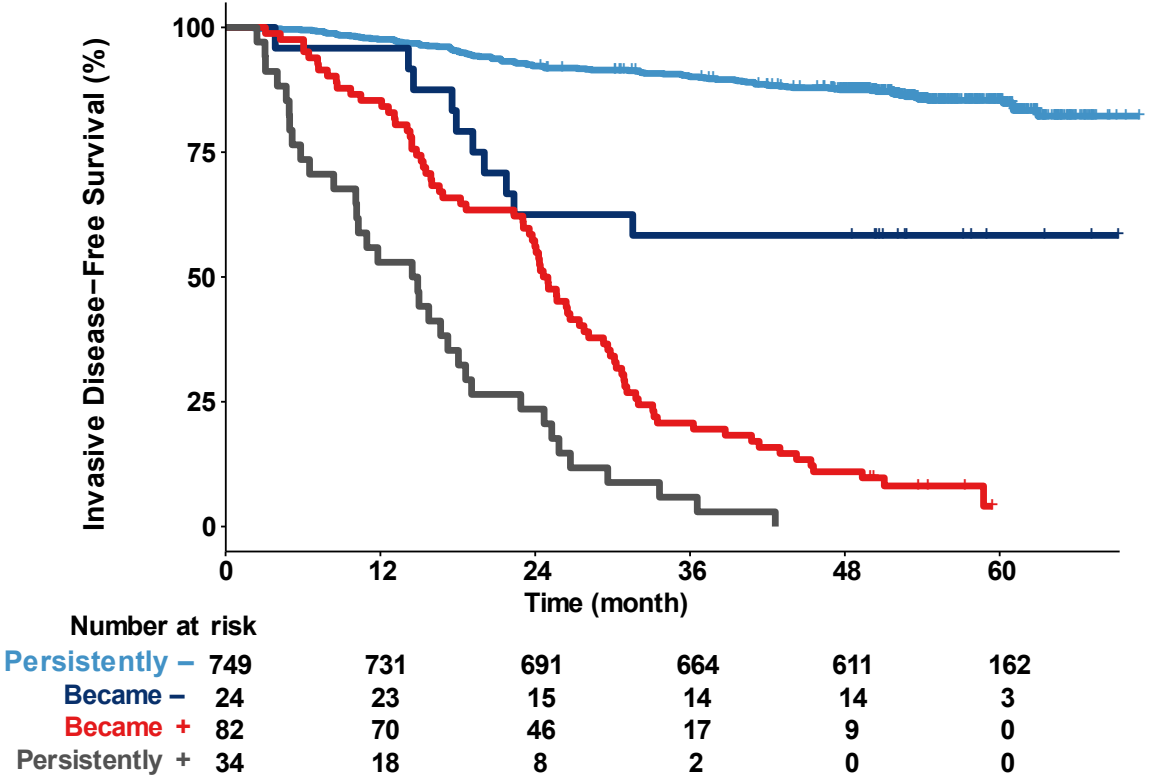 Invasive Disease−Free Survival (%)
100
75
50
25
0
0 12 24 36 48 60
Time (month)
Number at risk
Persistently − 749 731 691 664 611 162
Became − 24 23 15 14 14 3
Became + 82 70 46 17 9 0
Persistently + 34 18 8 2 0 0